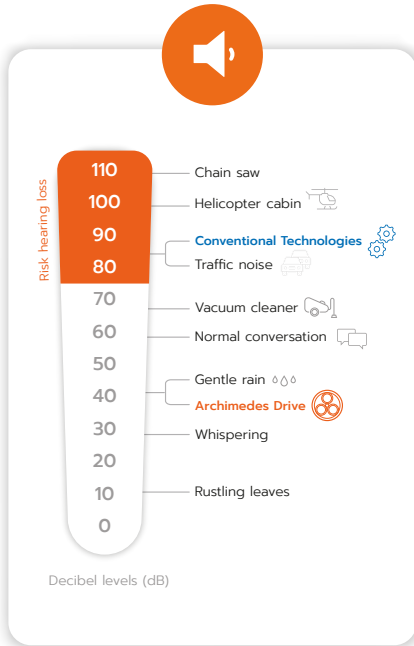 Risk hearing loss
110
100
90
80
70
60
50
40
30
20
10
0
Chain saw
Helicopter cabin
Conventional Technologies
Traffic noise
Vacuum cleaner
Normal conversation
Gentle rain
Archimedes Drive
Whispering
Rustling leaves
Decibel levels (dB)